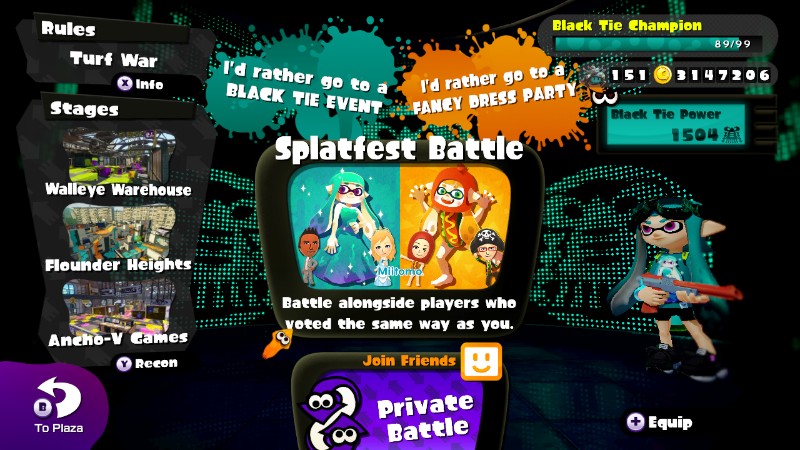 Rules
Turf War
X Info
Stages
Walleye Warehouse
Flounder Heights
Ancho-V Games
Y Recon
B
To Plaza
I'd rather go to a
BLACK TIE EVENT
I'd rather go to a
FANCY DRESS PARTY
Splatfest Battle
Miitomo
Battle alongside players who
voted the same way as you.
Join Friends
Private
Battle
Black Tie Champion
89/99
151 3147206
Black Tie Power
1504
+ Equip